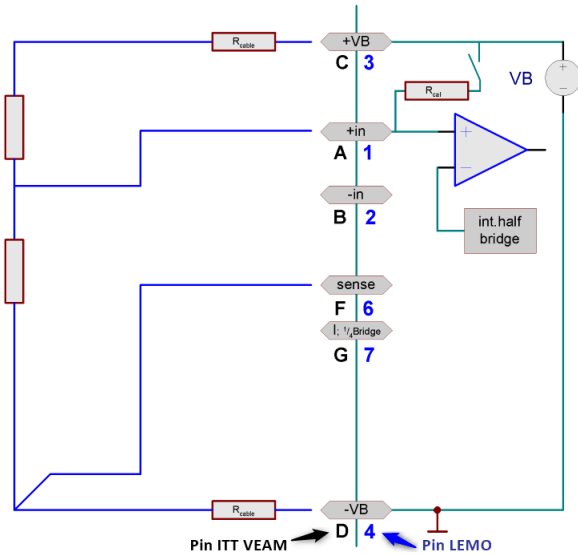 Rcable
+VB
C 3
VB
+
−
Rcal
+in
A 1
+
−
-in
B 2
int.half
bridge
sense
F 6
I; 1/4Bridge
G 7
Rcable
-VB
D 4
Pin ITT VEAM
Pin LEMO